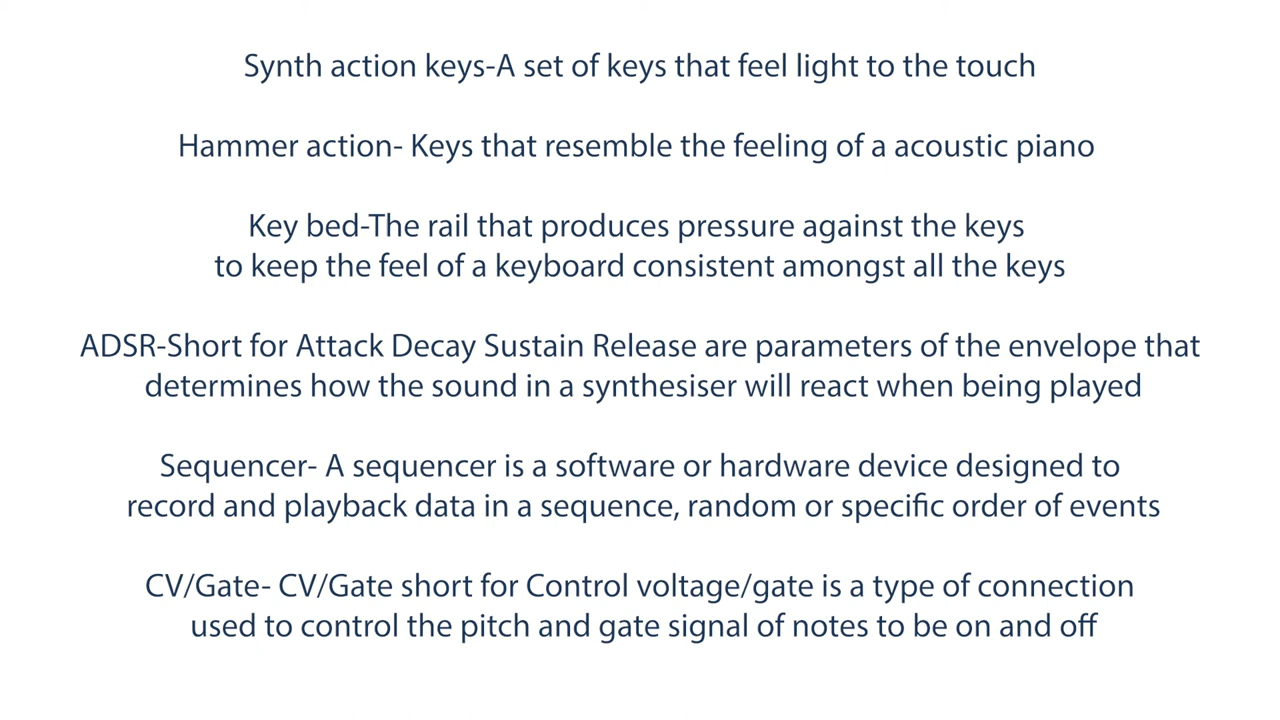 Synth action keys-A set of keys that feel light to the touch
Hammer action- Keys that resemble the feeling of a acoustic piano
Key bed-The rail that produces pressure against the keys
to keep the feel of a keyboard consistent amongst all the keys
ADSR-Short for Attack Decay Sustain Release are parameters of the envelope that
determines how the sound in a synthesiser will react when being played
Sequencer- A sequencer is a software or hardware device designed to
record and playback data in a sequence, random or specific order of events
CV/Gate- CV/Gate short for Control voltage/gate is a type of connection
used to control the pitch and gate signal of notes to be on and off